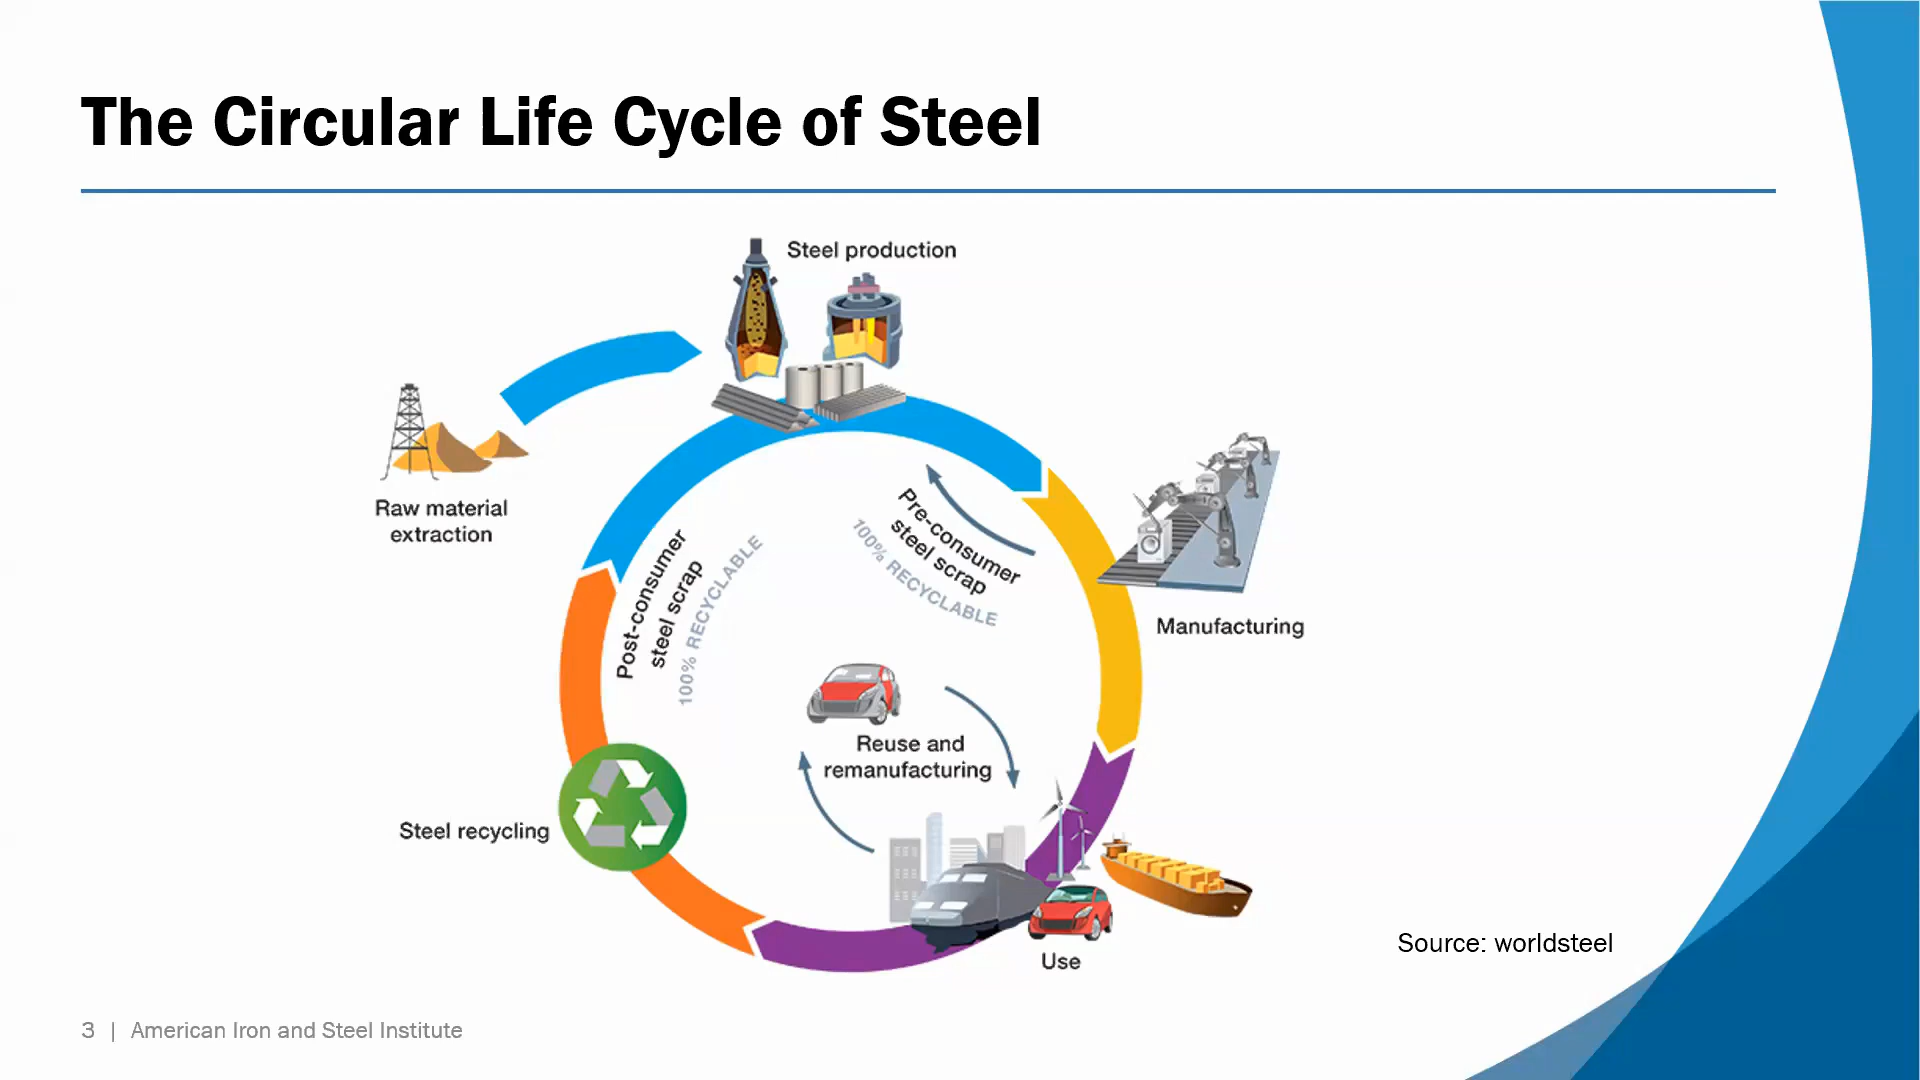 The Circular Life Cycle of Steel
Steel production
Raw material
extraction
Pre-consumer
steel scrap
100% RECYCLABLE
Post-consumer
steel scrap
100% RECYCLABLE
Manufacturing
Reuse and
remanufacturing
Steel recycling
Use
Source: worldsteel
3 | American Iron and Steel Institute